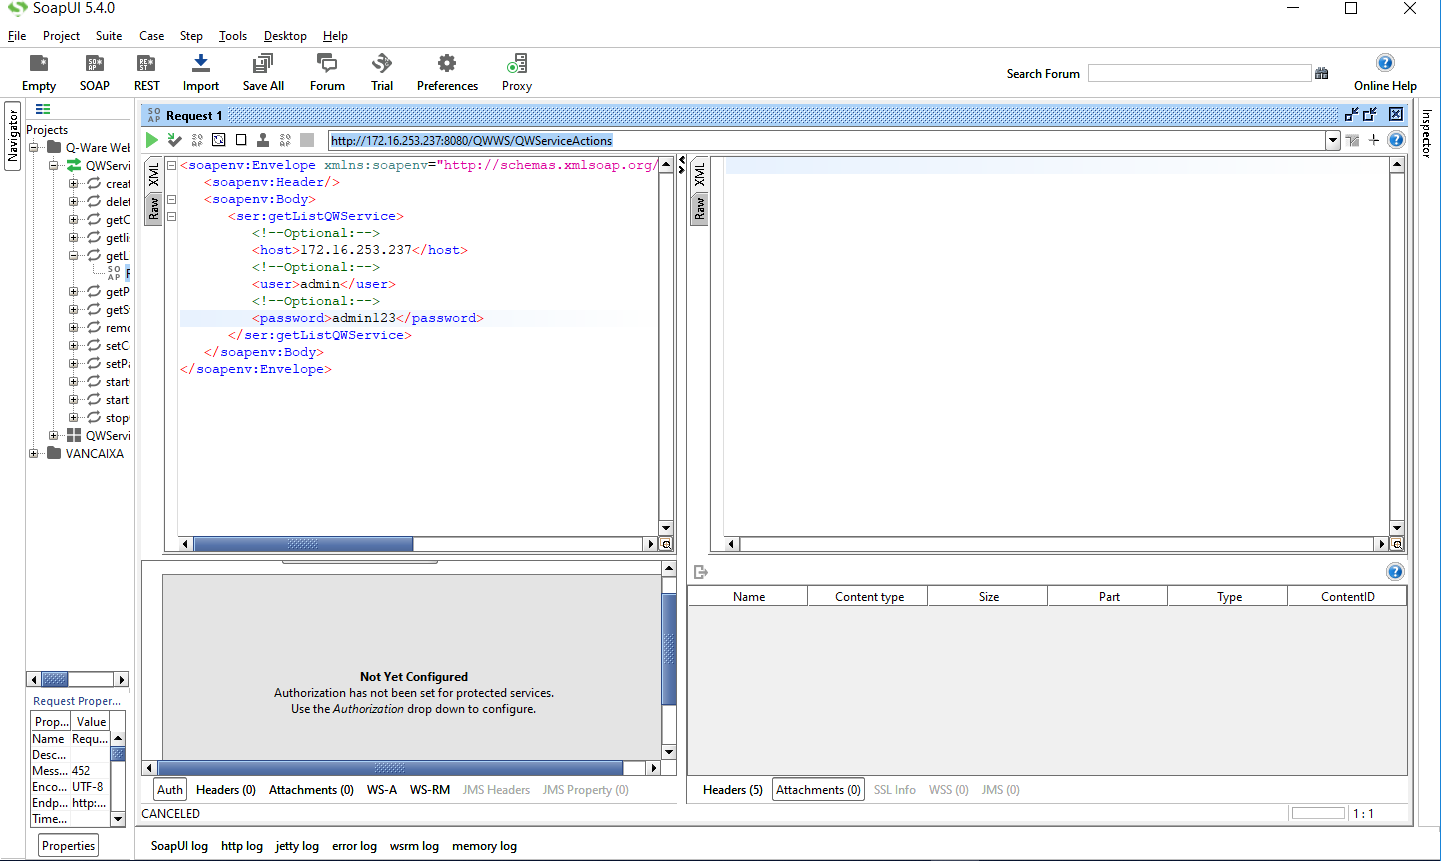 SoapUI 5.4.0
File Project Suite Case Step Tools Desktop Help
Empty SOAP REST Import Save All Forum Trial Preferences Proxy
Search Forum
Online Help
Navigator
Projects
Q-Ware Web
QWServi
creat
delet
getC
getlis
getL
SO
AP
getP
getS
remo
setC
setPa
start
start
stop
QWServi
VANCAIXA
Request Proper...
Prop... Value
Name Requ...
Desc...
Mess... 452
Enco... UTF-8
Endp... http:...
Time...
Properties
SO
AP
Request 1
http://172.16.253.237:8080/QWWS/QWServiceActions
XML
Raw
<soapenv:Envelope xmlns:soapenv="http://schemas.xmlsoap.org/
<soapenv:Header/>
<soapenv:Body>
<ser:getListQWService>
<!--Optional:-->
<host>172.16.253.237</host>
<!--Optional:-->
<user>admin</user>
<!--Optional:-->
<password>admin123</password>
</ser:getListQWService>
</soapenv:Body>
</soapenv:Envelope>
XML
Raw
Not Yet Configured
Authorization has not been set for protected services.
Use the Authorization drop down to configure.
Auth Headers (0) Attachments (0) WS-A WS-RM JMS Headers JMS Property (0)
Name Content type Size Part Type ContentID
Headers (5) Attachments (0) SSL Info WSS (0) JMS (0)
CANCELED
1 : 1
SoapUI log http log jetty log error log wsrm log memory log
Inspector